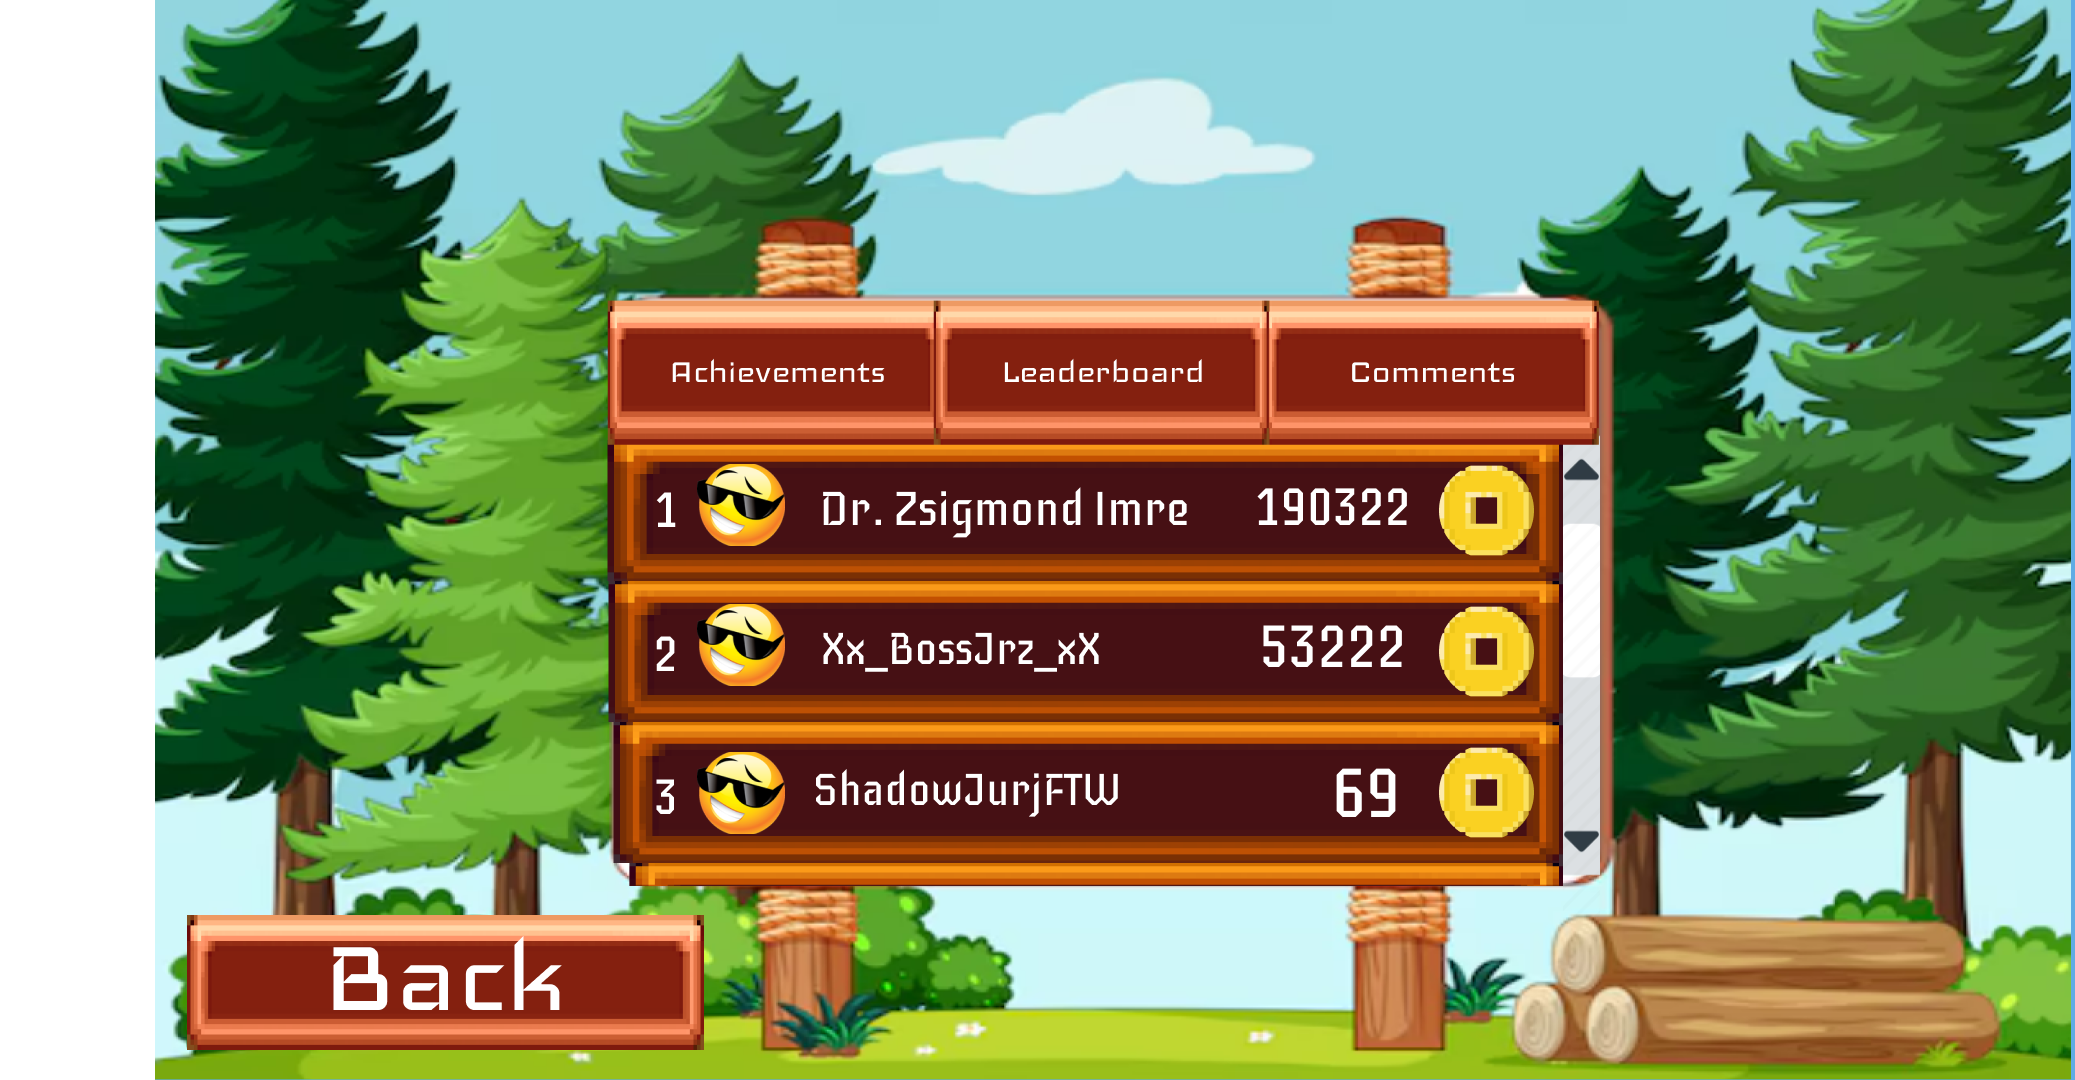 Achievements Leaderboard Comments
1 Dr. Zsigmond Imre 190322
2 Xx_BossJrz_xX 53222
3 ShadowJurjFTW 69
Back